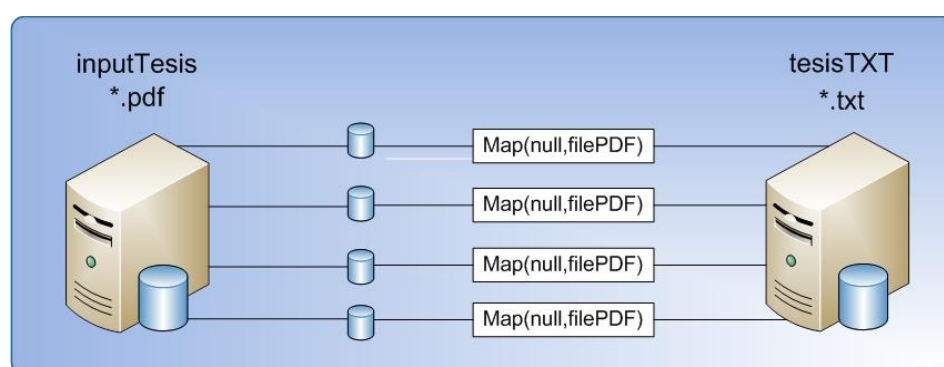 inputTesis
*.pdf
tesisTXT
*.txt
Map(null,filePDF)
Map(null,filePDF)
Map(null,filePDF)
Map(null,filePDF)